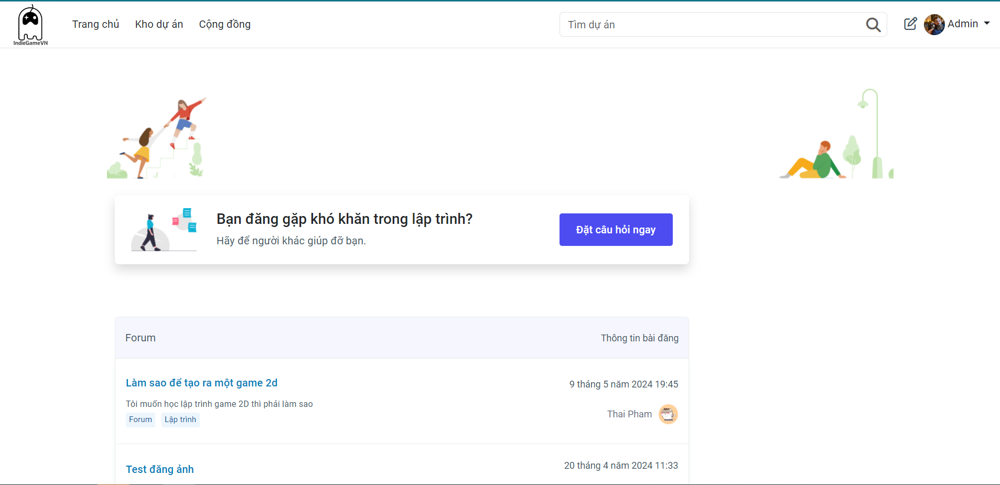 IndieGameVN
Trang chủ Kho dự án Cộng đồng Tìm dự án Admin
Bạn đăng gặp khó khăn trong lập trình?
Hãy để người khác giúp đỡ bạn.
Đặt câu hỏi ngay
Forum Thông tin bài đăng
Làm sao để tạo ra một game 2d 9 tháng 5 năm 2024 19:45
Tôi muốn học lập trình game 2D thì phải làm sao
Forum Lập trình Thai Pham
Test đăng ảnh 20 tháng 4 năm 2024 11:33